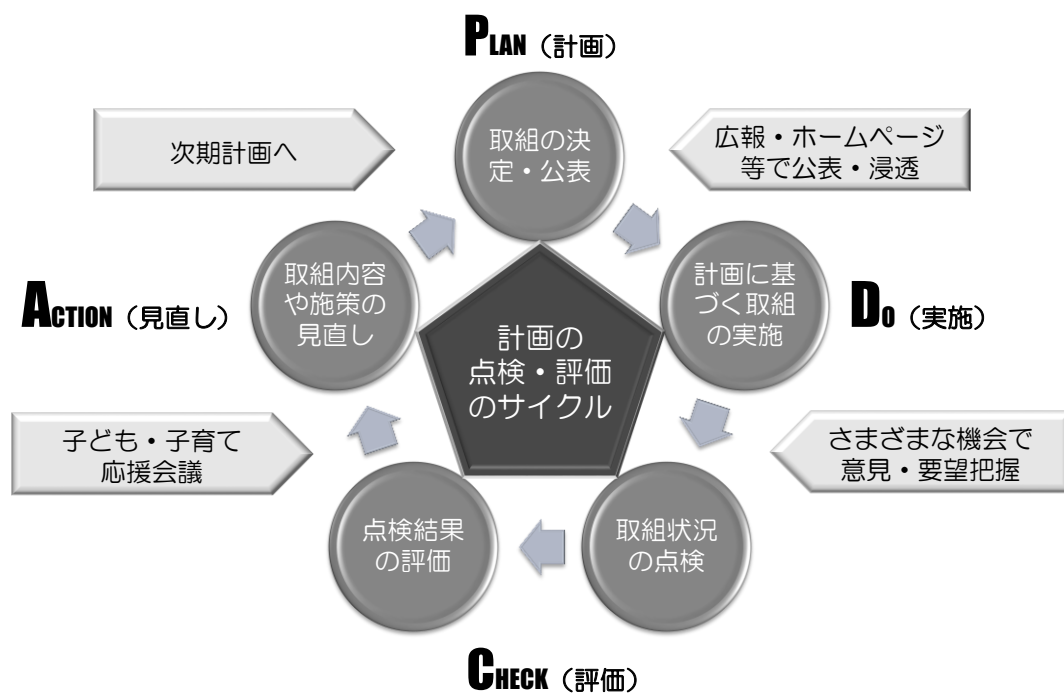 PLAN（計画）
取組の決
定・公表
次期計画へ
広報・ホームページ
等で公表・浸透
取組内容
や施策の
見直し
計画に基
づく取組
の実施
ACTION（見直し）
DO（実施）
計画の
点検・評価
のサイクル
子ども・子育て
応援会議
さまざまな機会で
意見・要望把握
点検結果
の評価
取組状況
の点検
CHECK（評価）